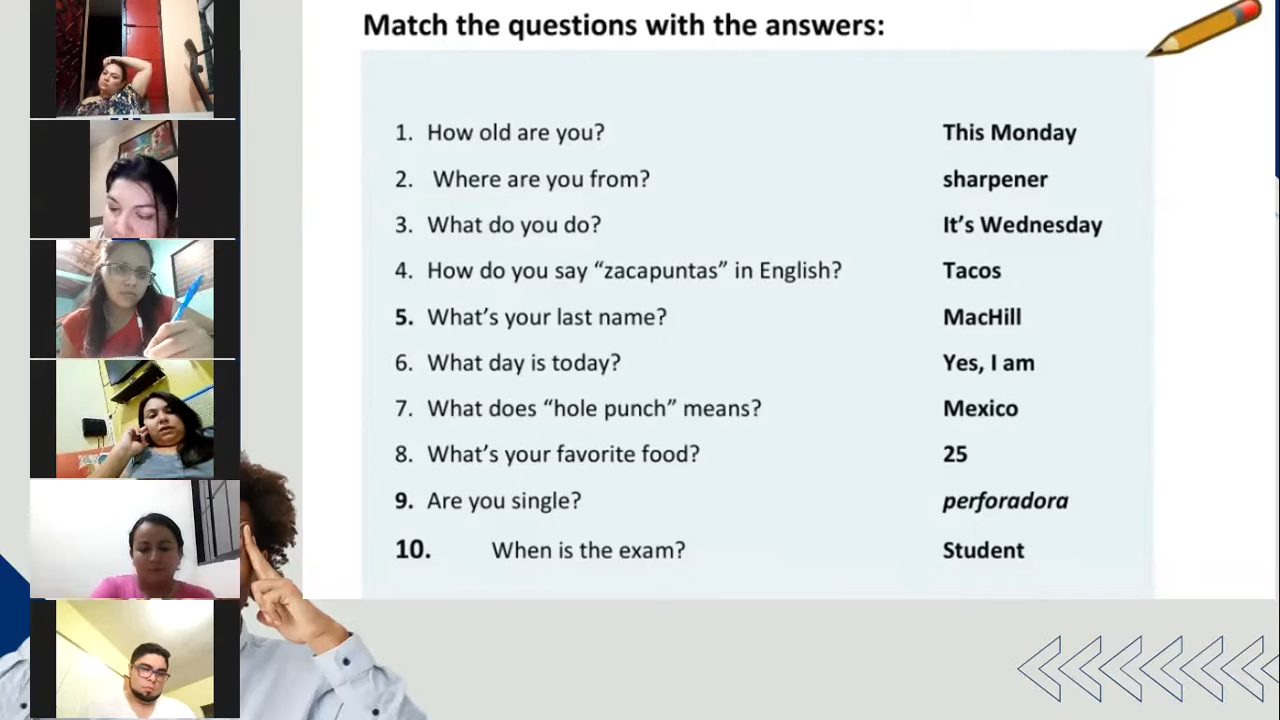 Match the questions with the answers:
1. How old are you? This Monday
2. Where are you from? sharpener
3. What do you do? It’s Wednesday
4. How do you say “zacapuntas” in English? Tacos
5. What’s your last name? MacHill
6. What day is today? Yes, I am
7. What does “hole punch” means? Mexico
8. What’s your favorite food? 25
9. Are you single? perforadora
10. When is the exam? Student